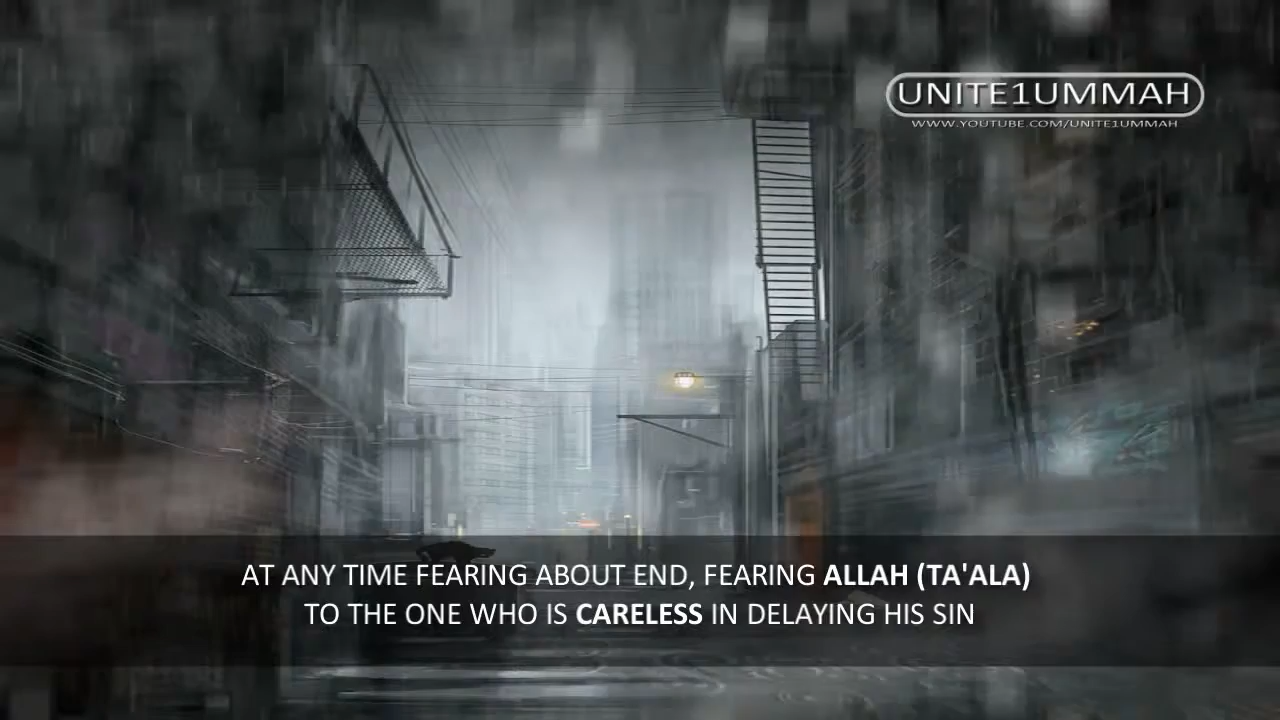 UNITE1UMMAH
WWW.YOUTUBE.COM/UNITE1UMMAH
AT ANY TIME FEARING ABOUT END, FEARING ALLAH (TA'ALA)
TO THE ONE WHO IS CARELESS IN DELAYING HIS SIN